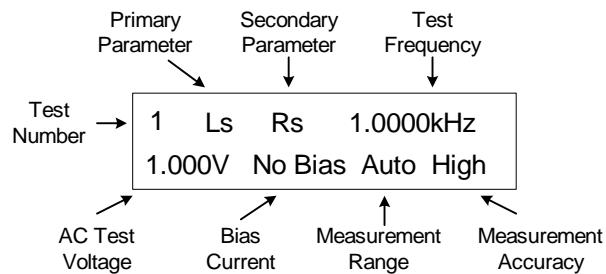 Primary Parameter
Secondary Parameter
Test Frequency
Test Number
1 Ls Rs 1.0000kHz
1.000V No Bias Auto High
AC Test Voltage
Bias Current
Measurement Range
Measurement Accuracy